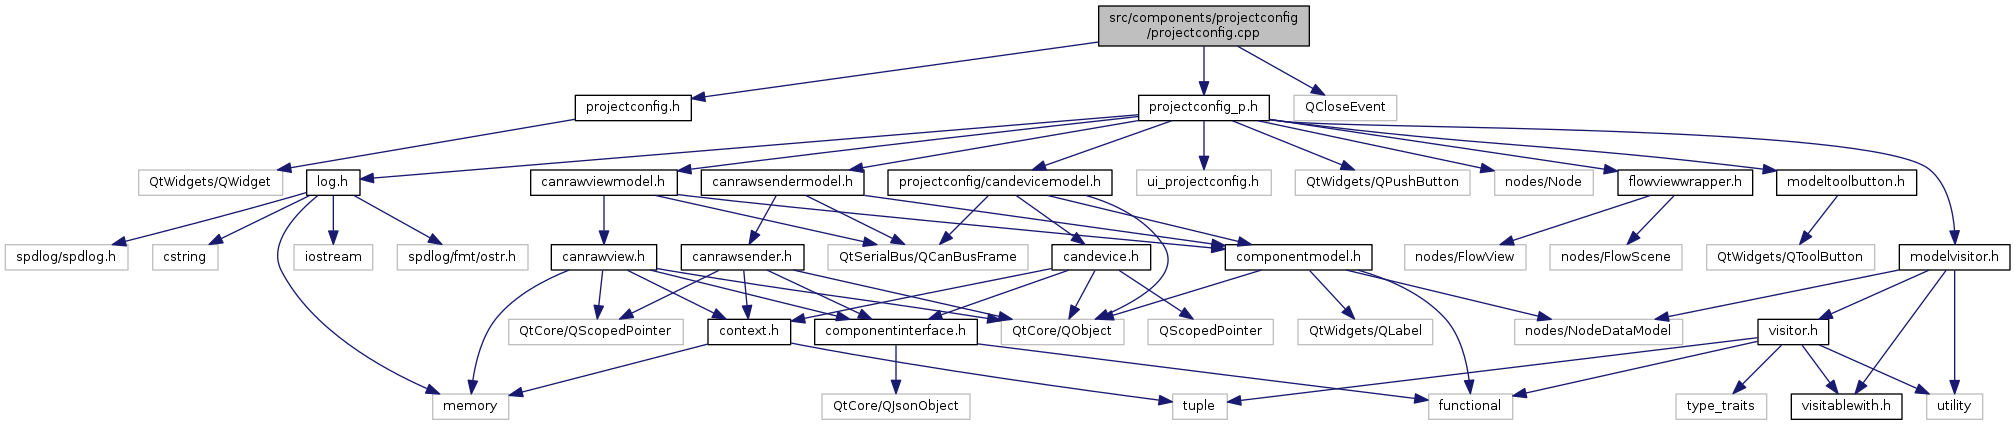 src/components/projectconfig
/projectconfig.cpp
projectconfig.h
projectconfig_p.h
QCloseEvent
QtWidgets/QWidget
log.h
canrawviewmodel.h
canrawsendermodel.h
projectconfig/candevicemodel.h
ui_projectconfig.h
QtWidgets/QPushButton
nodes/Node
flowviewwrapper.h
modeltoolbutton.h
spdlog/spdlog.h
cstring
iostream
spdlog/fmt/ostr.h
canrawview.h
canrawsender.h
QtSerialBus/QCanBusFrame
candevice.h
componentmodel.h
nodes/FlowView
nodes/FlowScene
QtWidgets/QToolButton
modelvisitor.h
QtCore/QScopedPointer
context.h
componentinterface.h
QtCore/QObject
QScopedPointer
QtWidgets/QLabel
nodes/NodeDataModel
visitor.h
memory
QtCore/QJsonObject
tuple
functional
type_traits
visitablewith.h
utility